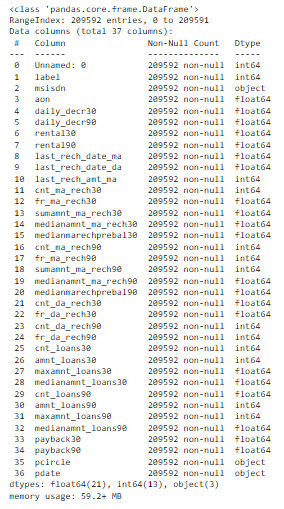 <class 'pandas.core.frame.DataFrame'>
RangeIndex: 209592 entries, 0 to 209591
Data columns (total 37 columns):
 #   Column                Non-Null Count   Dtype
---  ------                --------------   -----
 0   Unnamed: 0            209592 non-null  int64
 1   label                 209592 non-null  int64
 2   msisdn                209592 non-null  object
 3   aon                   209592 non-null  float64
 4   daily_decr30          209592 non-null  float64
 5   daily_decr90          209592 non-null  float64
 6   rental30              209592 non-null  float64
 7   rental90              209592 non-null  float64
 8   last_rech_date_ma     209592 non-null  float64
 9   last_rech_date_da     209592 non-null  float64
 10  last_rech_amt_ma      209592 non-null  int64
 11  cnt_ma_rech30         209592 non-null  int64
 12  fr_ma_rech30          209592 non-null  float64
 13  sumamnt_ma_rech30     209592 non-null  float64
 14  medianamnt_ma_rech30  209592 non-null  float64
 15  medianmarechprebal30  209592 non-null  float64
 16  cnt_ma_rech90         209592 non-null  int64
 17  fr_ma_rech90          209592 non-null  int64
 18  sumamnt_ma_rech90     209592 non-null  int64
 19  medianamnt_ma_rech90  209592 non-null  float64
 20  medianmarechprebal90  209592 non-null  float64
 21  cnt_da_rech30         209592 non-null  float64
 22  fr_da_rech30          209592 non-null  float64
 23  cnt_da_rech90         209592 non-null  int64
 24  fr_da_rech90          209592 non-null  int64
 25  cnt_loans30           209592 non-null  int64
 26  amnt_loans30          209592 non-null  int64
 27  maxamnt_loans30       209592 non-null  float64
 28  medianamnt_loans30    209592 non-null  float64
 29  cnt_loans90           209592 non-null  float64
 30  amnt_loans90          209592 non-null  int64
 31  maxamnt_loans90       209592 non-null  int64
 32  medianamnt_loans90    209592 non-null  float64
 33  payback30             209592 non-null  float64
 34  payback90             209592 non-null  float64
 35  pcircle               209592 non-null  object
 36  pdate                 209592 non-null  object
dtypes: float64(21), int64(13), object(3)
memory usage: 59.2+ MB